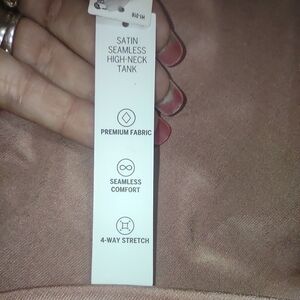 SATIN
SEAMLESS
HIGH-NECK
TANK
PREMIUM FABRIC
SEAMLESS
COMFORT
4-WAY STRETCH